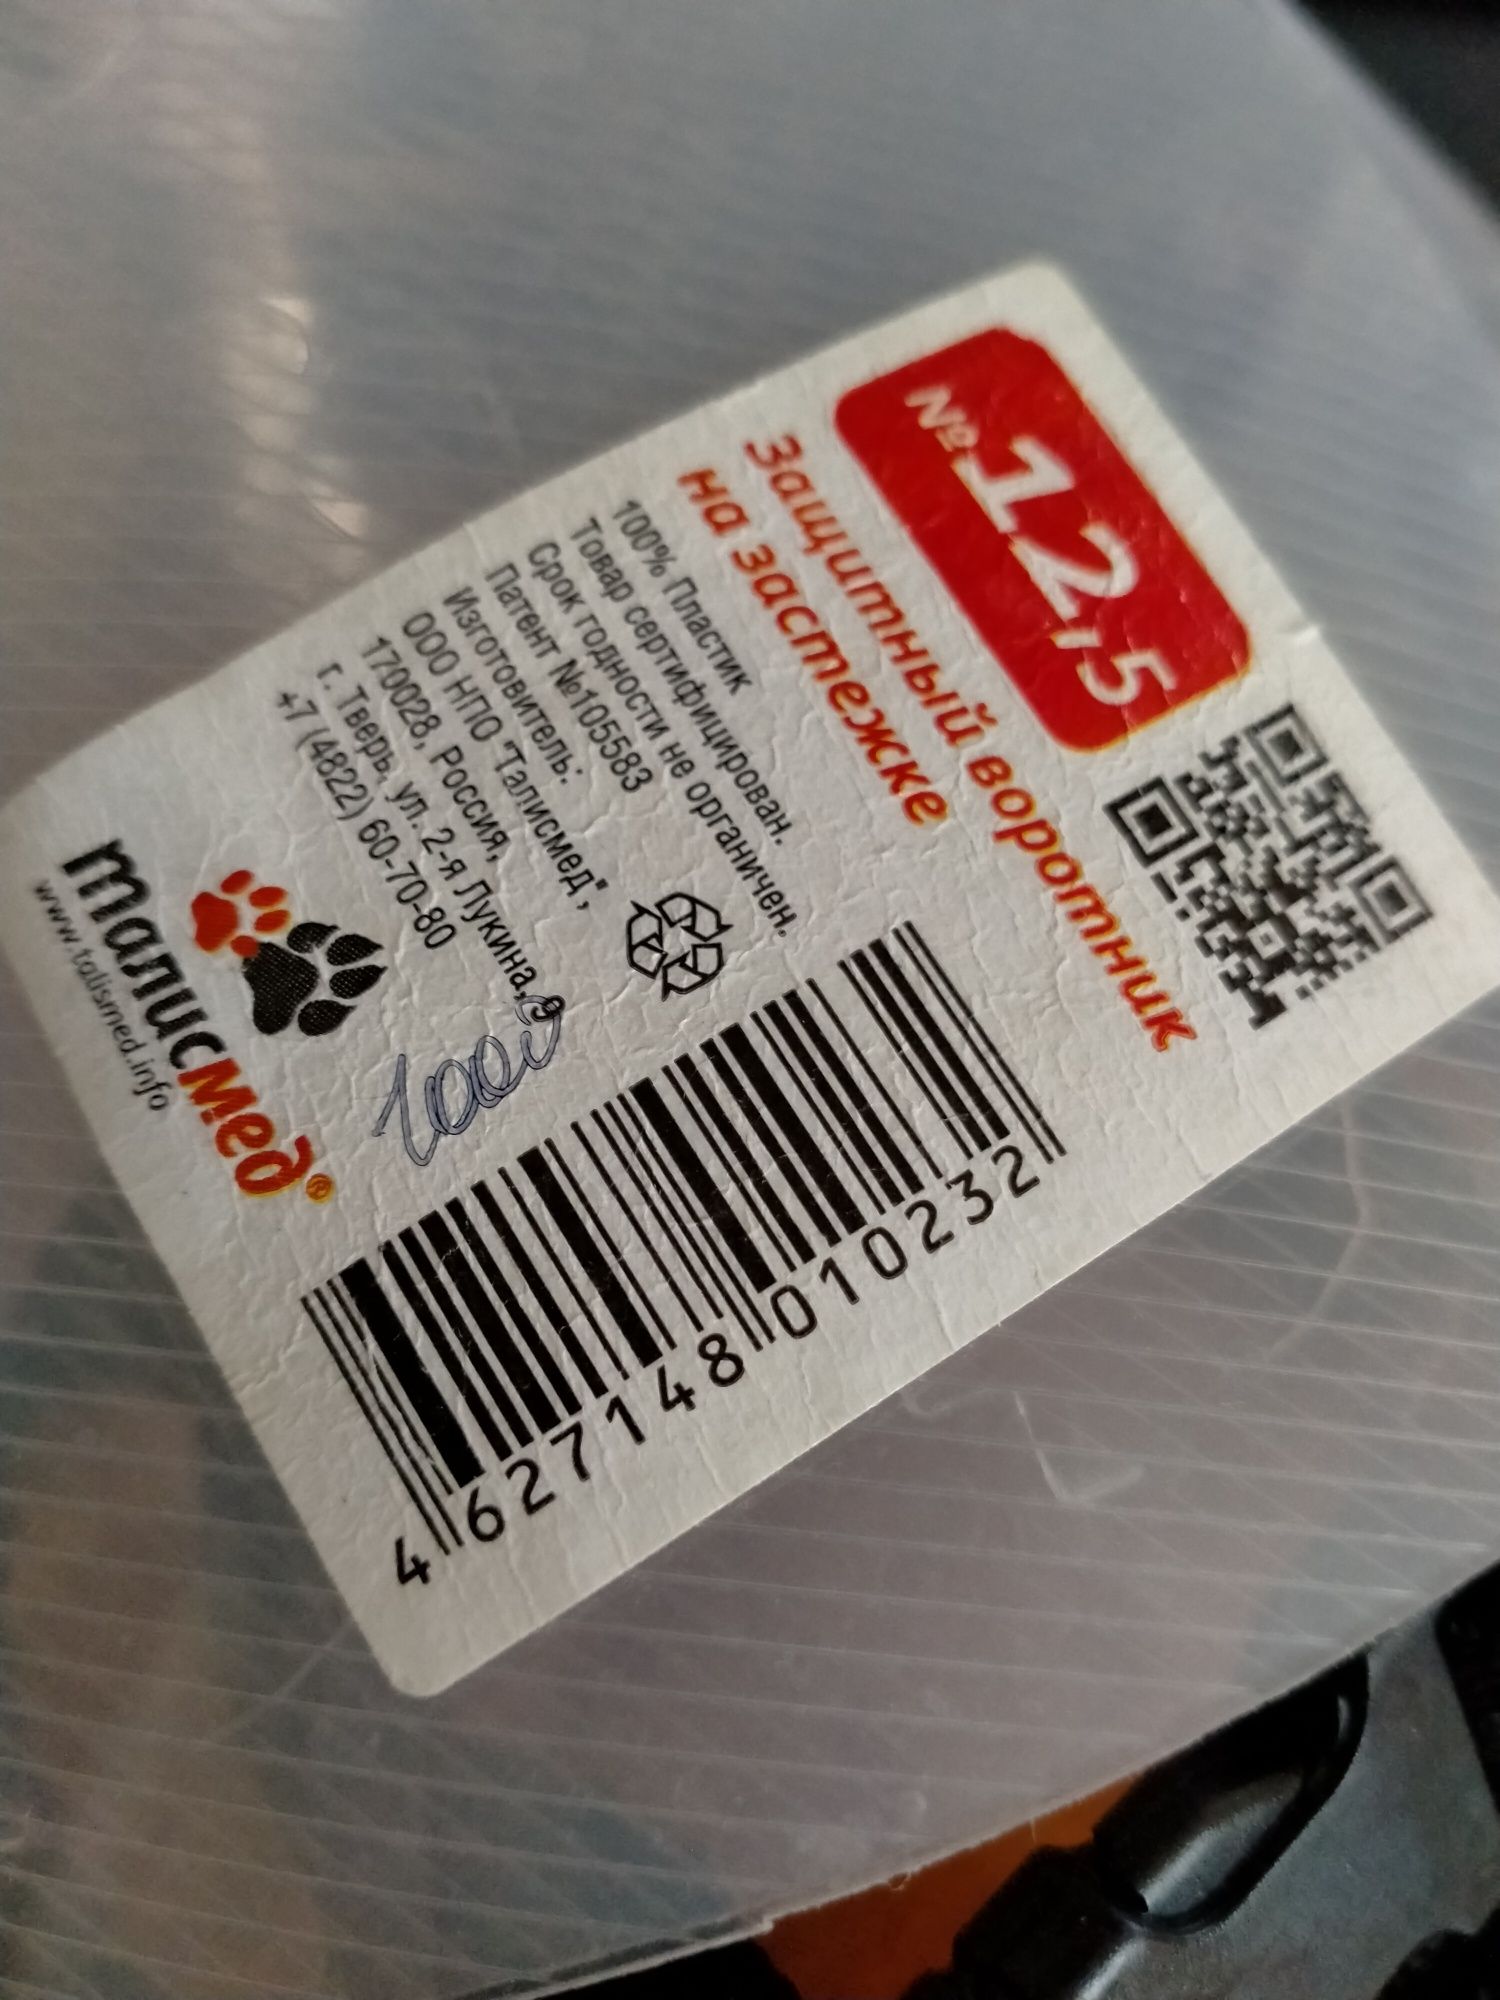 №12,5
Защитный воротник
на застежке
100% Пластик
Товар сертифицирован.
Срок годности не органичен.
Патент №105583
Изготовитель:
ООО НПО "Талисмед",
170028, Россия,
г. Тверь, ул. 2-я Лукина, 9
+7 (4822) 60-70-80
1000
талисмед®
www.talismed.info
4 627148 010232